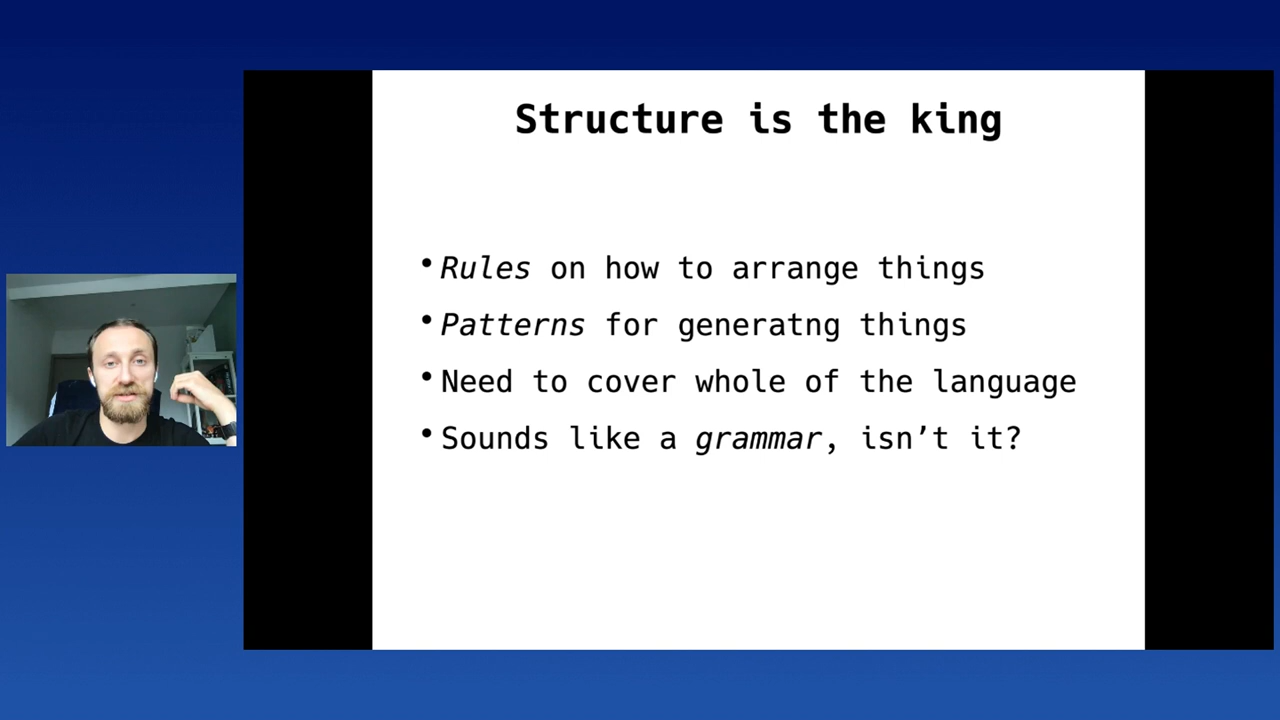 Structure is the king
• Rules on how to arrange things
• Patterns for generatng things
• Need to cover whole of the language
• Sounds like a grammar, isn’t it?